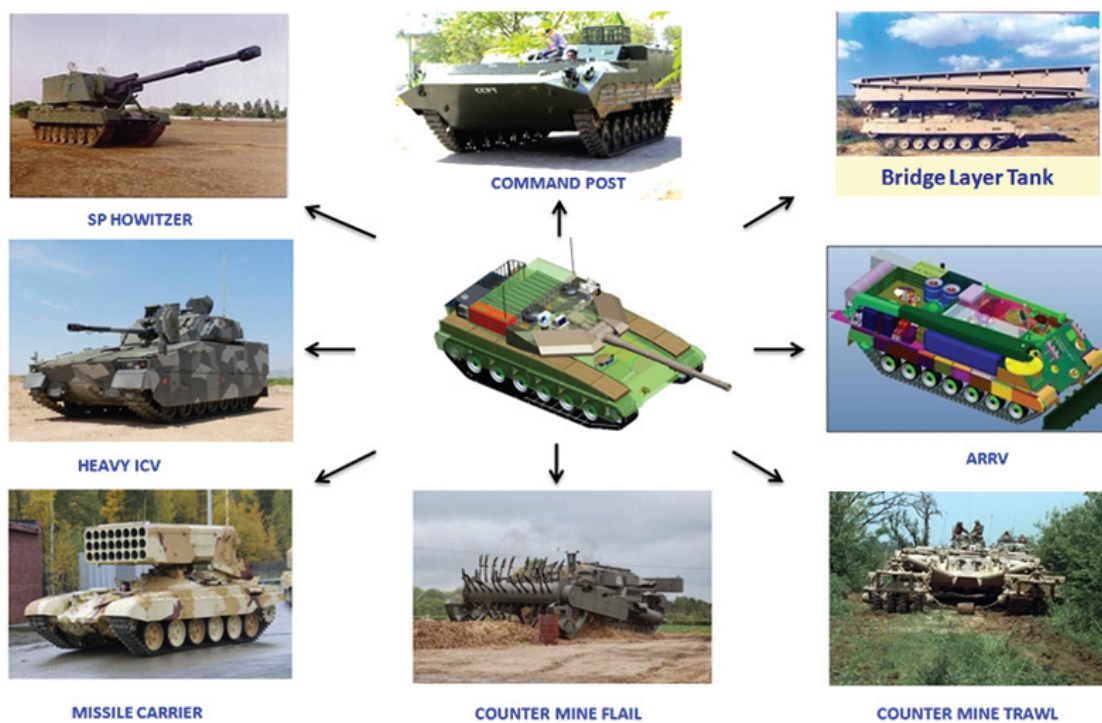 SP HOWITZER
COMMAND POST
Bridge Layer Tank
HEAVY ICV
ARRV
MISSILE CARRIER
COUNTER MINE FLAIL
COUNTER MINE TRAWL